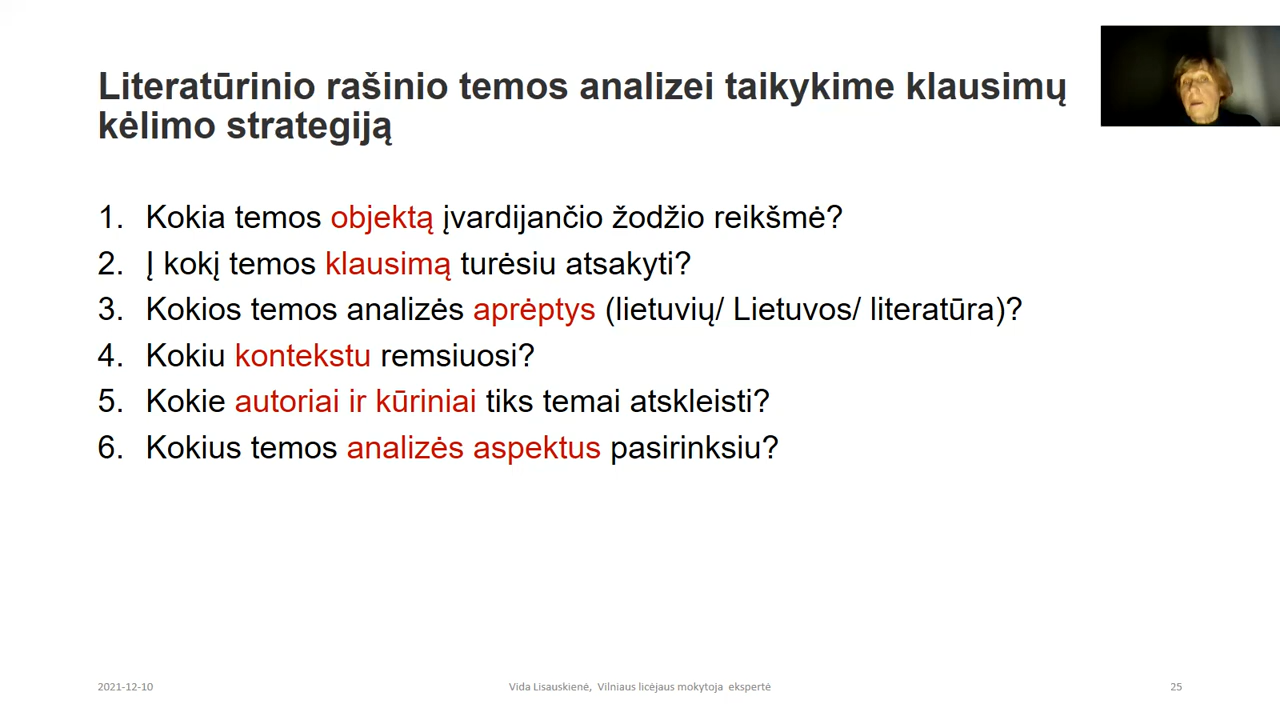 Literatūrinio rašinio temos analizei taikykime klausimų
kėlimo strategiją
1. Kokia temos objektą įvardijančio žodžio reikšmė?
2. Į kokį temos klausimą turėsiu atsakyti?
3. Kokios temos analizės aprėptys (lietuvių/ Lietuvos/ literatūra)?
4. Kokiu kontekstu remsiuosi?
5. Kokie autoriai ir kūriniai tiks temai atskleisti?
6. Kokius temos analizės aspektus pasirinksiu?
2021-12-10
Vida Lisauskienė, Vilniaus licėjaus mokytoja ekspertė
25